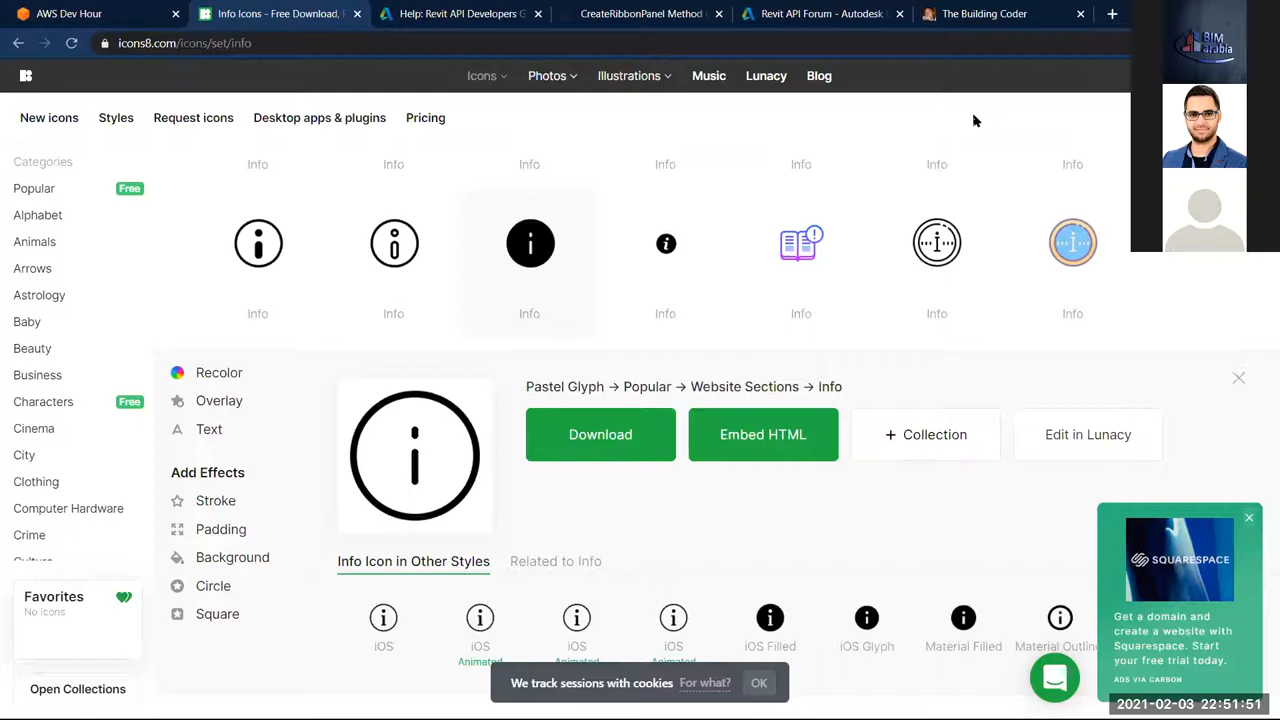 AWS Dev Hour
Info Icons - Free Download, P
Help: Revit API Developers G
CreateRibbonPanel Method (
Revit API Forum - Autodesk C
The Building Coder
icons8.com/icons/set/info
BIM
arabia
Icons
Photos
Illustrations
Music
Lunacy
Blog
New icons
Styles
Request icons
Desktop apps & plugins
Pricing
Categories
Popular
Free
Alphabet
Animals
Arrows
Astrology
Baby
Beauty
Business
Characters
Free
Cinema
City
Clothing
Computer Hardware
Crime
Culture
Favorites
No icons
Open Collections
Info Info Info Info Info Info Info
Info Info Info Info Info Info Info
Recolor
Overlay
Text
Add Effects
Stroke
Padding
Background
Circle
Square
Pastel Glyph → Popular → Website Sections → Info
Download
Embed HTML
+ Collection
Edit in Lunacy
Info Icon in Other Styles
Related to Info
iOS
iOS
Animated
iOS
Animated
iOS
Animated
iOS Filled
iOS Glyph
Material Filled
Material Outlin
We track sessions with cookies For what? OK
SQUARESPACE
Get a domain and
create a website with
Squarespace. Start
your free trial today.
ADS VIA CARBON
2021-02-03 22:51:51